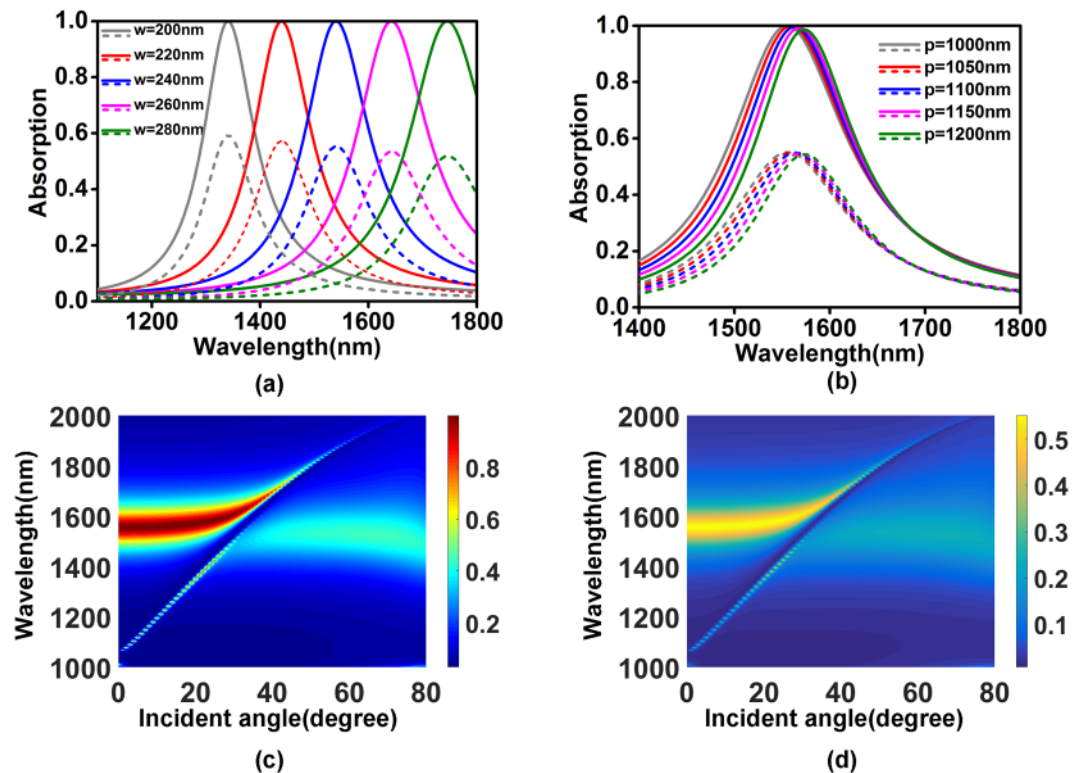 1.0
0.8
0.6
0.4
0.2
0.0
Absorption
w=200nm
w=220nm
w=240nm
w=260nm
w=280nm
1200 1400 1600 1800
Wavelength(nm)
(a)
1.0
0.8
0.6
0.4
0.2
0.0
Absorption
p=1000nm
p=1050nm
p=1100nm
p=1150nm
p=1200nm
1400 1500 1600 1700 1800
Wavelength(nm)
(b)
2000
1800
1600
1400
1200
1000
Wavelength(nm)
0 20 40 60 80
Incident angle(degree)
0.8
0.6
0.4
0.2
(c)
2000
1800
1600
1400
1200
1000
Wavelength(nm)
0 20 40 60 80
Incident angle(degree)
0.5
0.4
0.3
0.2
0.1
(d)